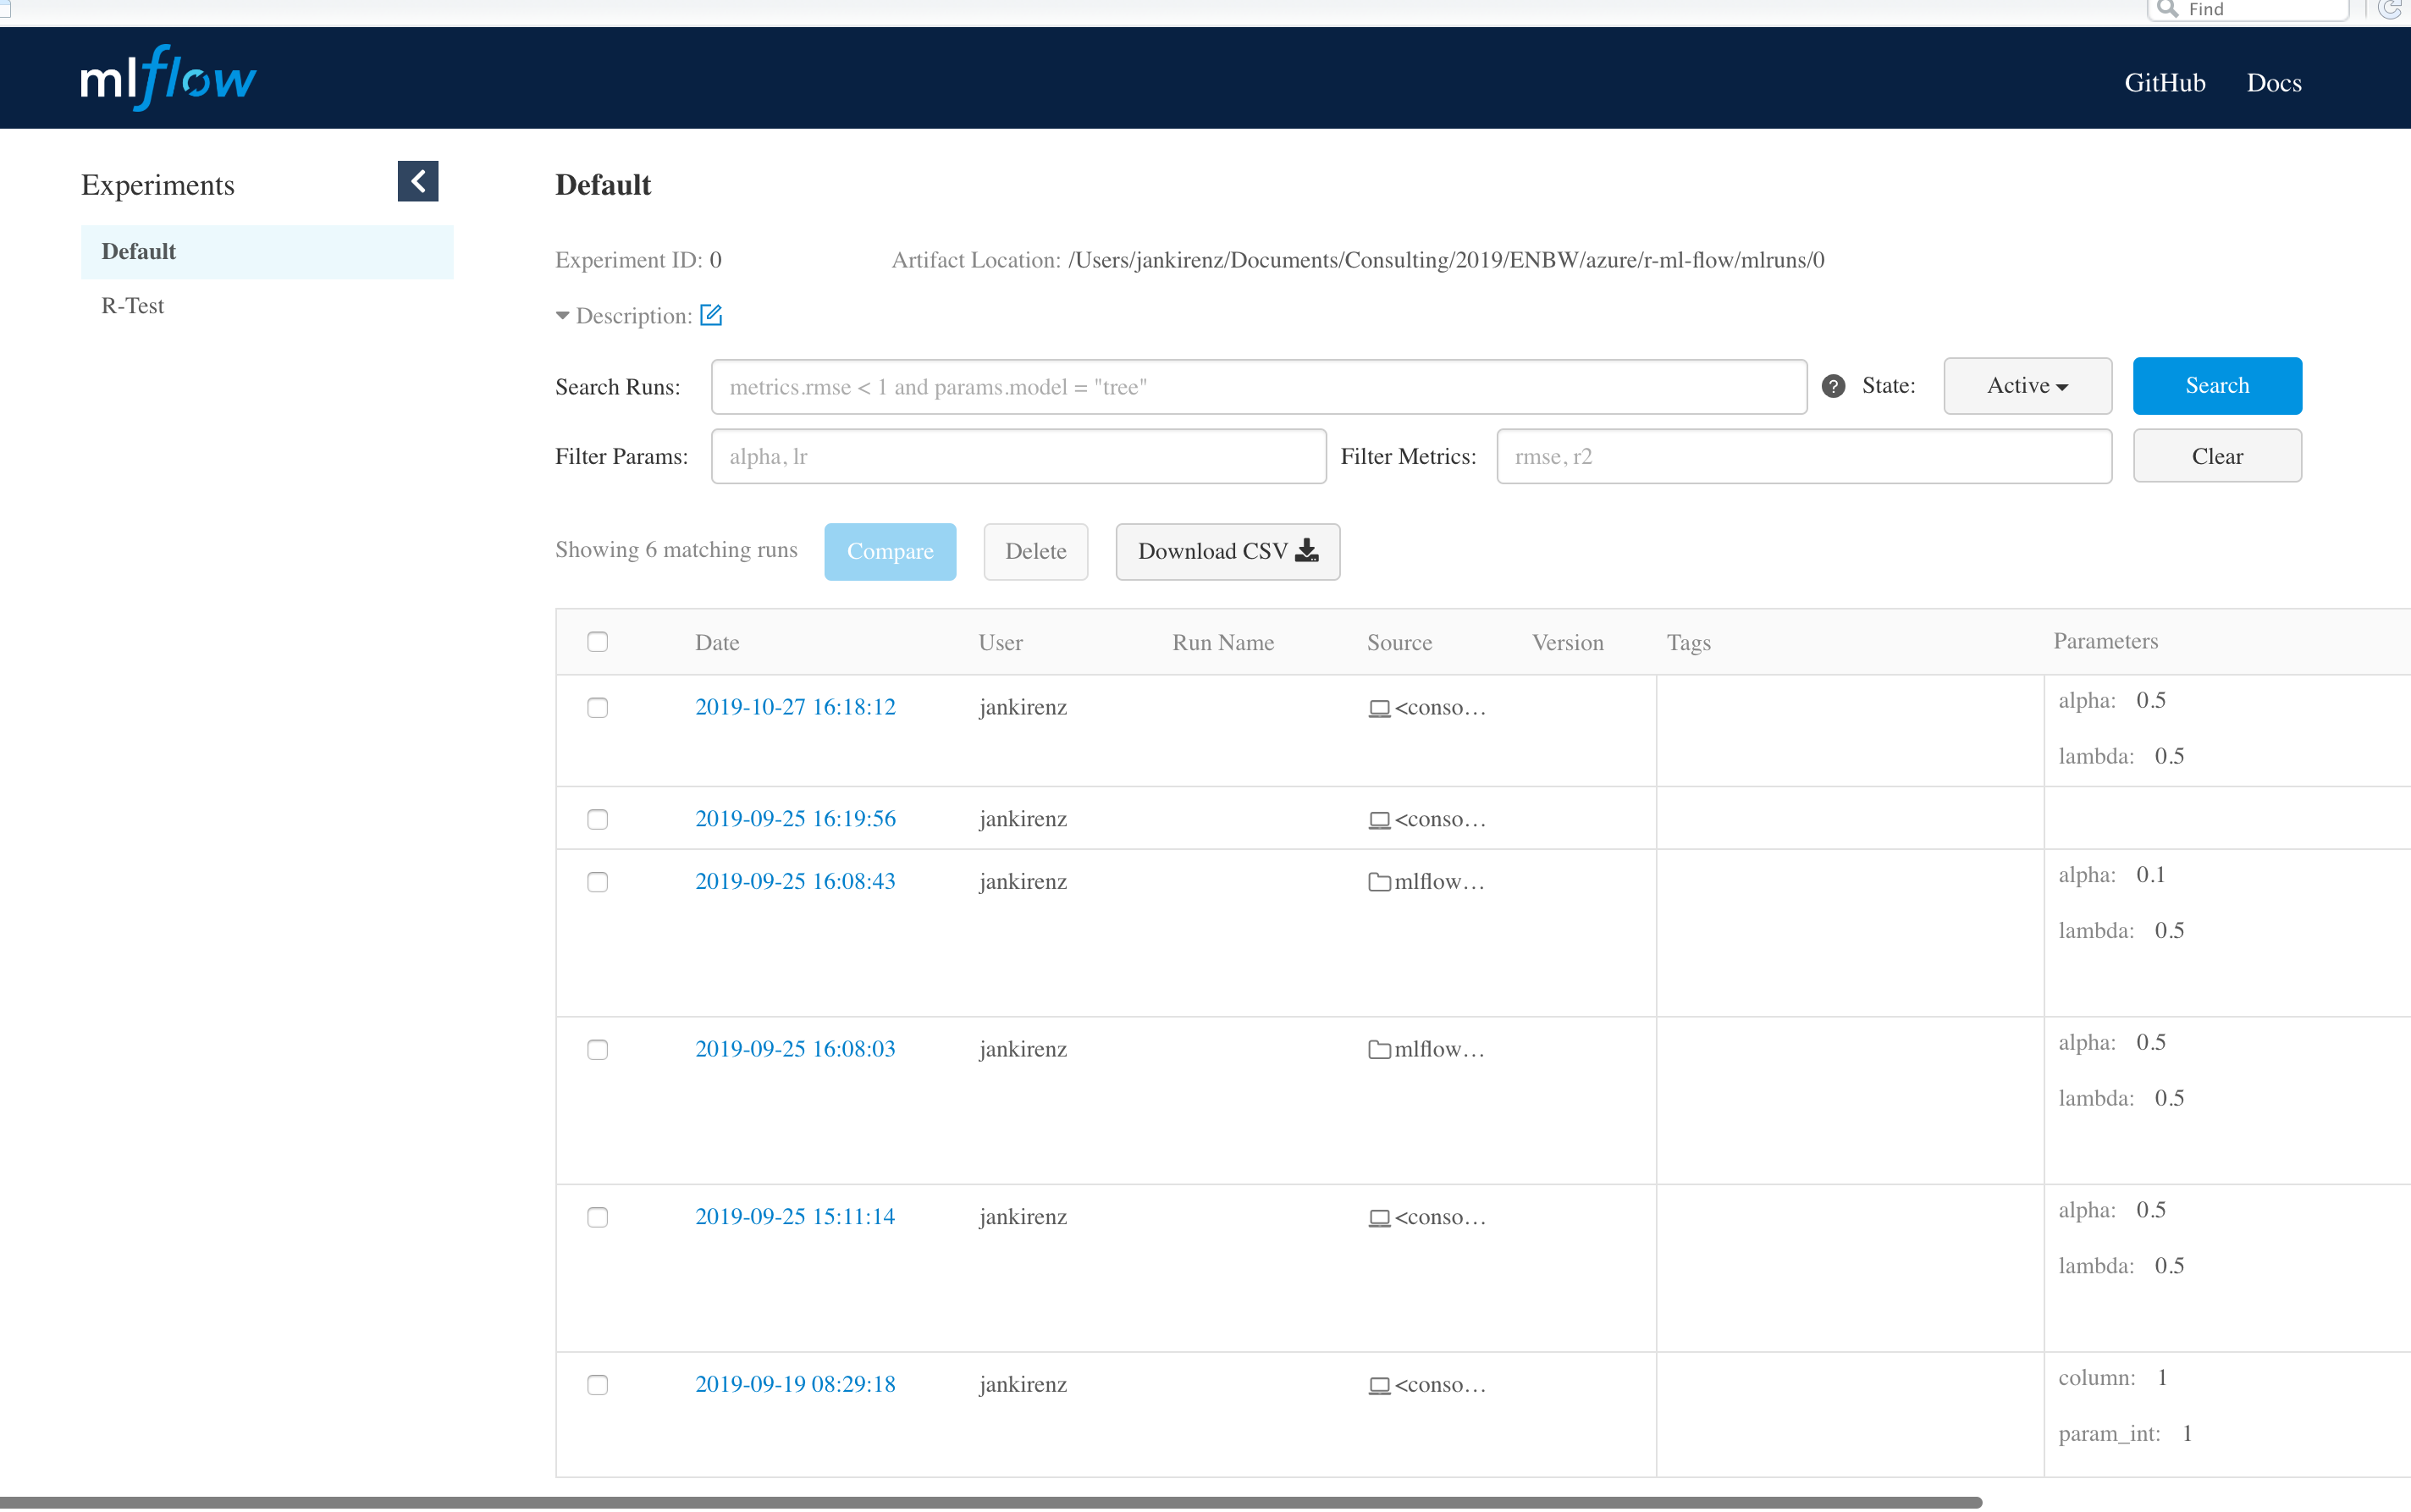 Find
mlflow
GitHub Docs
Experiments
Default
R-Test
Default
Experiment ID: 0 Artifact Location: /Users/jankirenz/Documents/Consulting/2019/ENBW/azure/r-ml-flow/mlruns/0
Description:
Search Runs: metrics.rmse < 1 and params.model = "tree" ? State: Active Search
Filter Params: alpha, lr Filter Metrics: rmse, r2 Clear
Showing 6 matching runs Compare Delete Download CSV
Date User Run Name Source Version Tags Parameters
2019-10-27 16:18:12 jankirenz <conso… alpha: 0.5
lambda: 0.5
2019-09-25 16:19:56 jankirenz <conso…
2019-09-25 16:08:43 jankirenz mlflow… alpha: 0.1
lambda: 0.5
2019-09-25 16:08:03 jankirenz mlflow… alpha: 0.5
lambda: 0.5
2019-09-25 15:11:14 jankirenz <conso… alpha: 0.5
lambda: 0.5
2019-09-19 08:29:18 jankirenz <conso… column: 1
param_int: 1